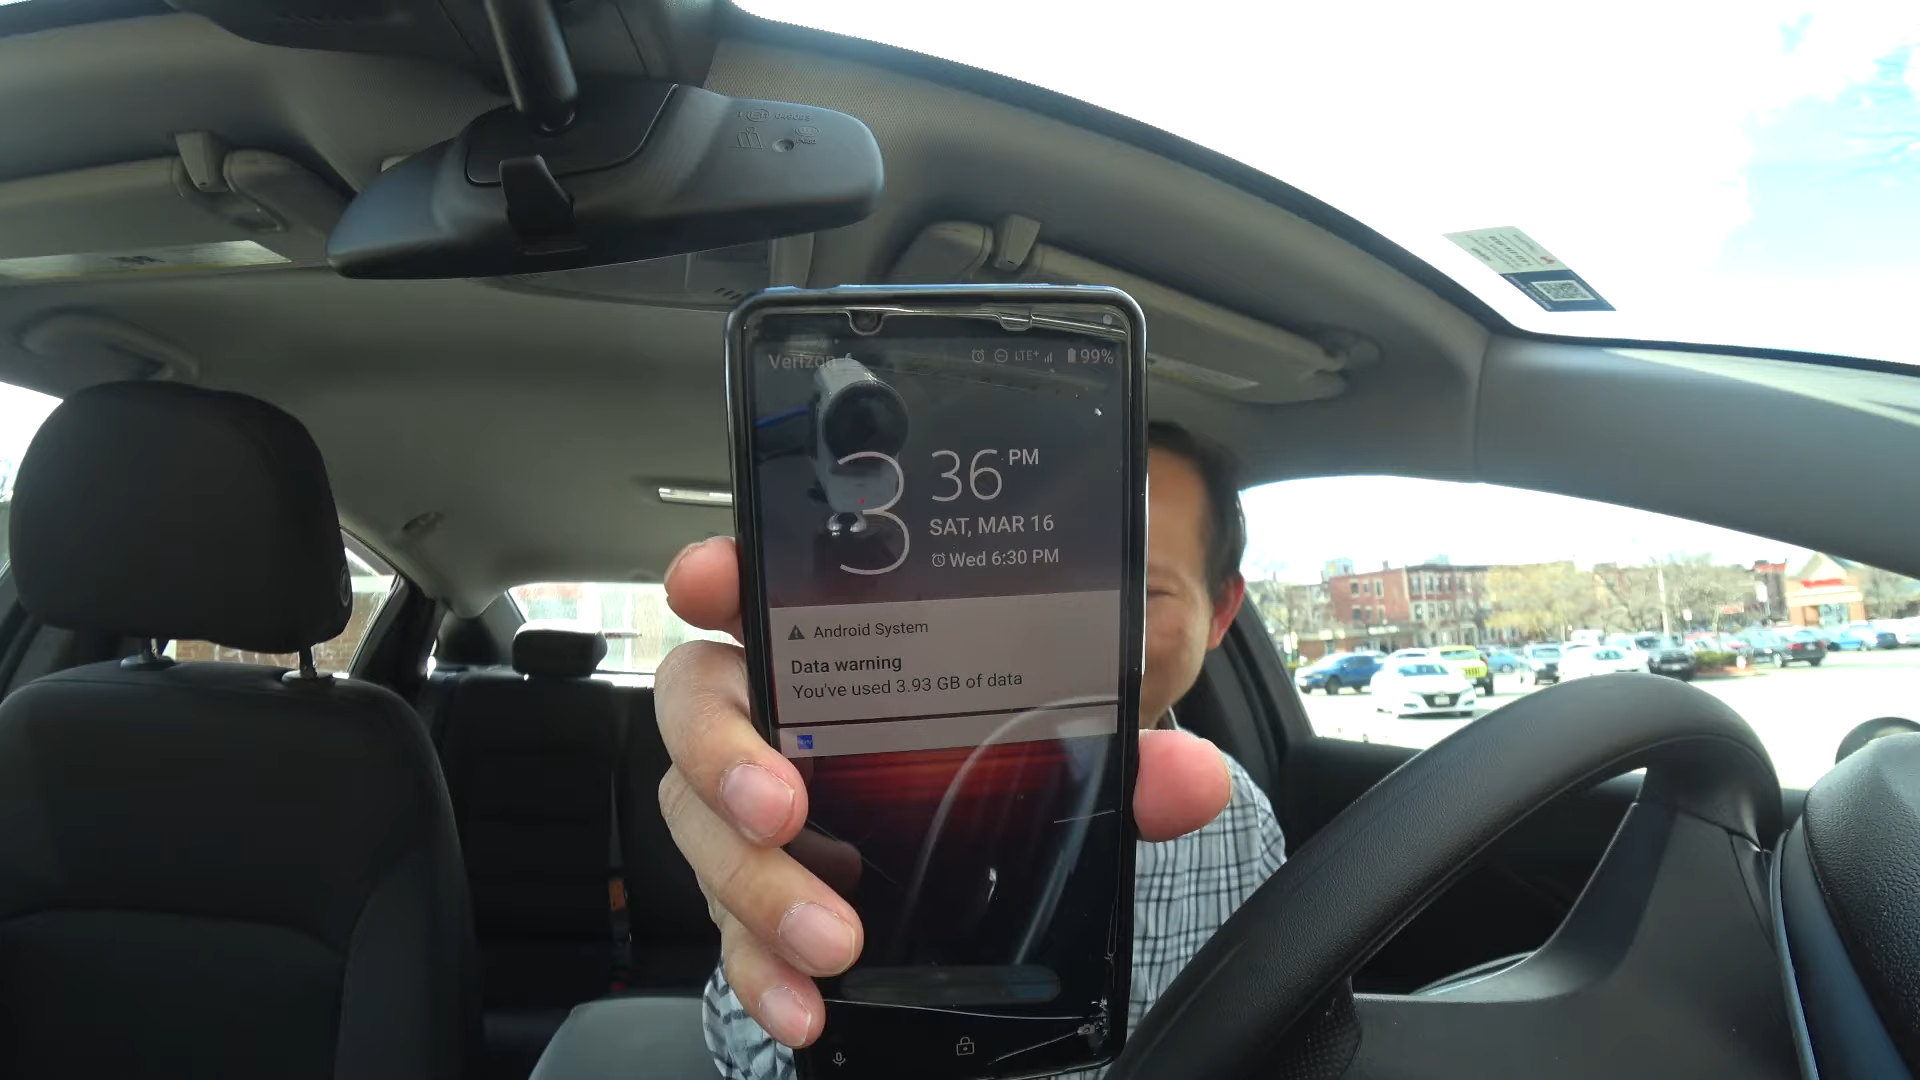 Verizon
LTE+ 99%
3 36 PM
SAT, MAR 16
Wed 6:30 PM
Android System
Data warning
You've used 3.93 GB of data